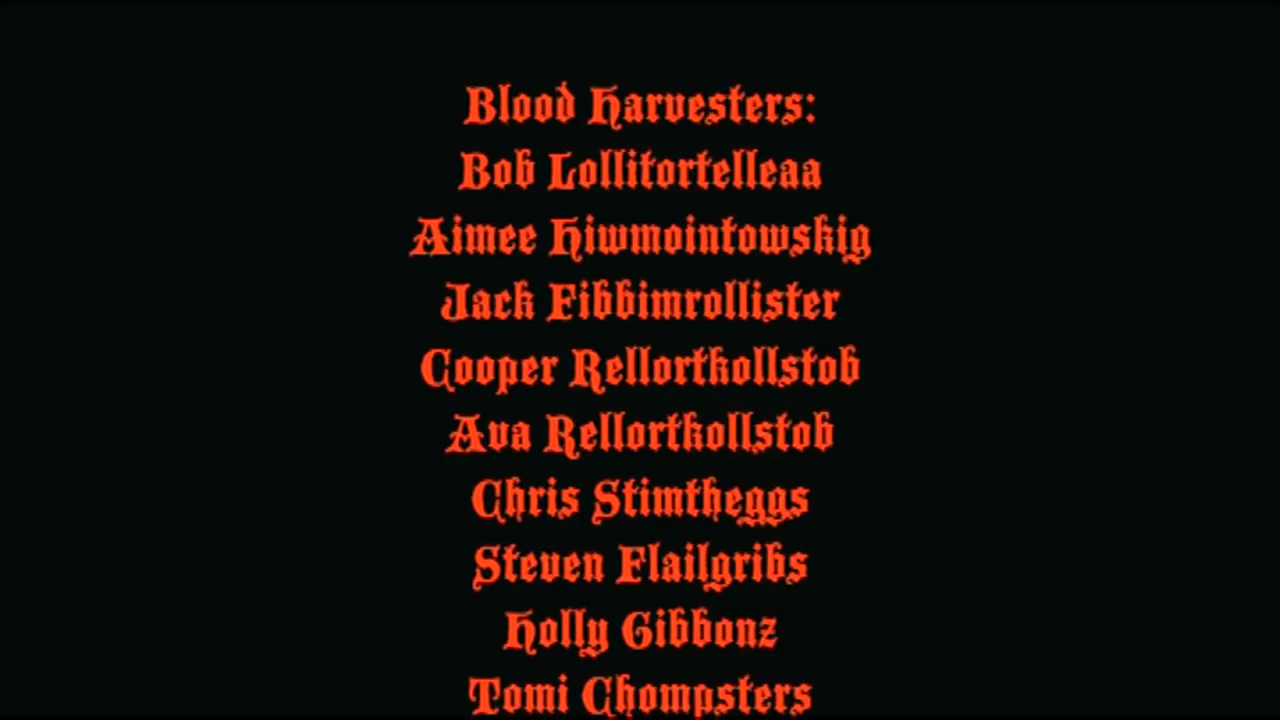 Blood Harvesters:
Bob Lollitortelleaa
Aimee Hiwmointowskig
Jack Fibbimrollister
Cooper Rellortkollstob
Ava Rellortkollstob
Chris Stimtheggs
Steven Flailgribs
Holly Gibbonz
Tomi Chompsters